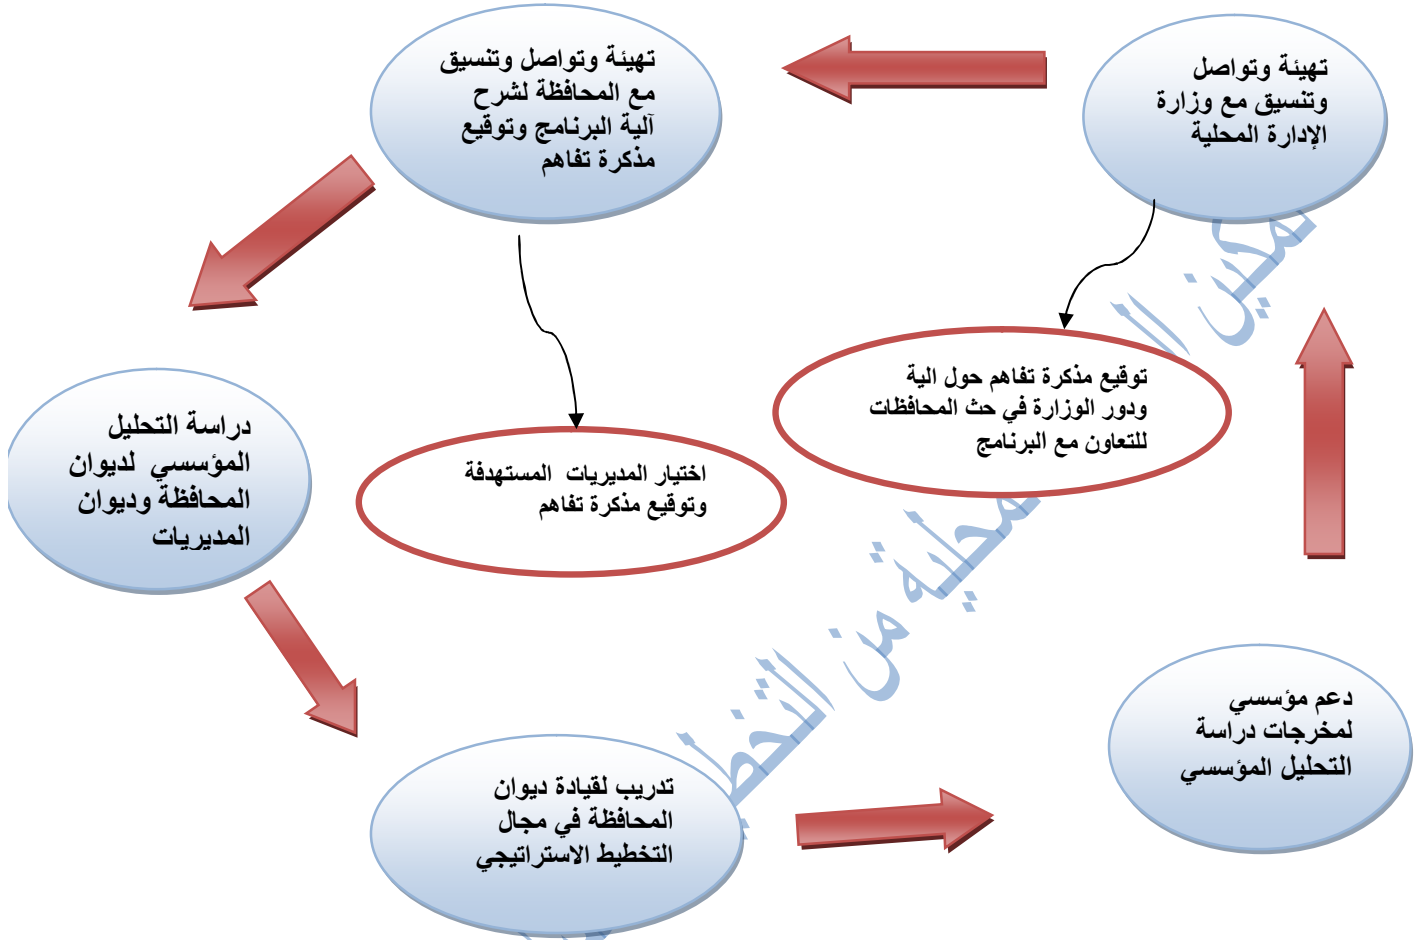 تهيئة وتواصل
وتنسيق مع وزارة
الإدارة المحلية
تهيئة وتواصل وتنسيق
مع المحافظة لشرح
آلية البرنامج وتوقيع
مذكرة تفاهم
توقيع مذكرة تفاهم حول الية
ودور الوزارة في حث المحافظات
للتعاون مع البرنامج
اختيار المديريات المستهدفة
وتوقيع مذكرة تفاهم
دراسة التحليل
المؤسسي لديوان
المحافظة وديوان
المديريات
تدريب لقيادة ديوان
المحافظة في مجال
التخطيط الاستراتيجي
دعم مؤسسي
لمخرجات دراسة
التحليل المؤسسي
من